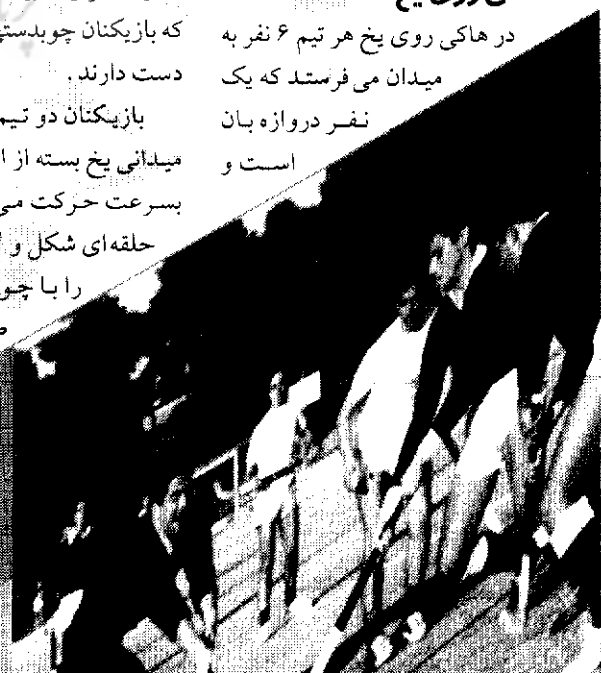 روی یخ
در هاکی روی یخ هر تیم ۶ نفر به
میدان می فرستد که یک
نفر دروازه بان
است و
که بازیکنان چوبدستی
دست دارند.
بازیکنان دو تیم
میدانی یخ بسته از
بسرعت حرکت می
حلقه ای شکل و
را با